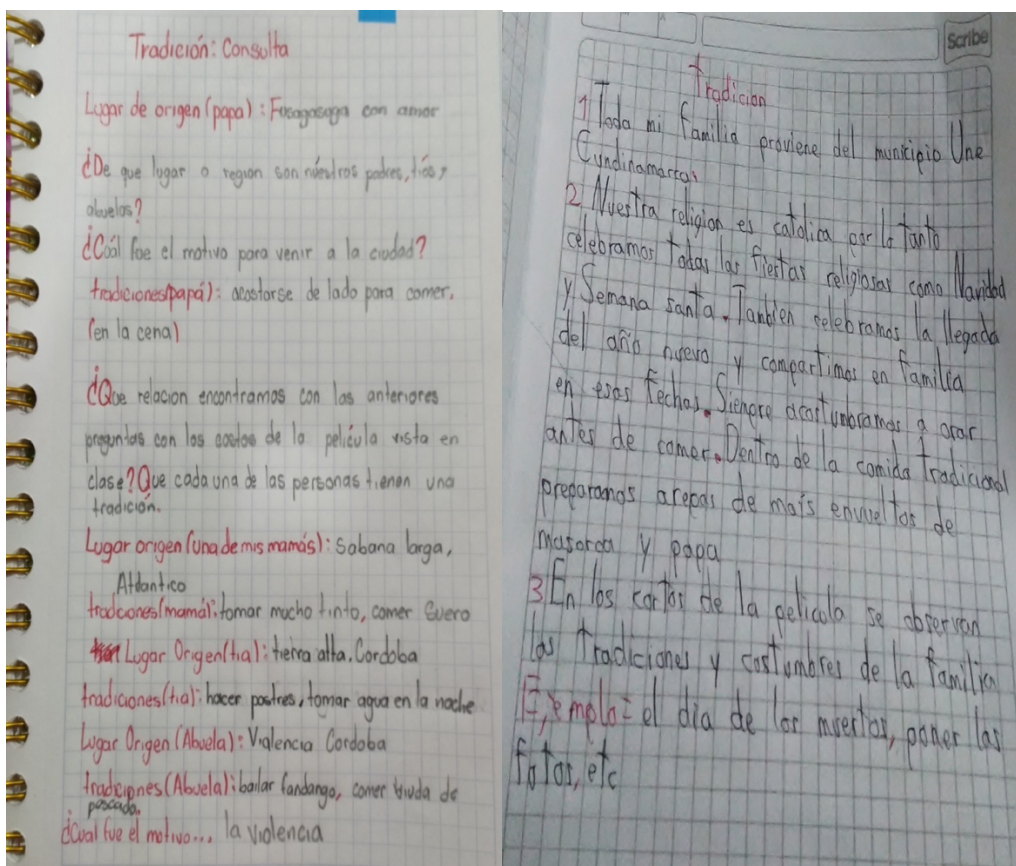 Tradición: Consulta
Lugar de origen (papa): Fosagasoga con amor
¿De que lugar o region son nuestros padres, tíos y
abuelos?
¿Cuál fue el motivo para venir a la ciudad?
tradiciones(papá): acostarse de lado para comer.
(en la cena)
¿Que relacion encontramos con las anteriores
preguntas con los cortos de la película vista en
clase? Que cada una de las personas tienen una
tradición.
Lugar origen (una de mis mamás): Sabana larga,
Atlantico
tradiciones(mamá): tomar mucho tinto, comer Suero
Lugar Origen(tia): tierra alta. Cordoba
tradiciones(tia): hacer postres, tomar agua en la noche
Lugar Origen (Abuela): Valencia Cordoba
tradiciones(Abuela): bailar fandango, comer viuda de
pescado.
¿Cual fue el motivo... la violencia
Scribe
Tradicion
1 Toda mi familia proviene del municipio Une
Cundinamarca.
2 Nuestra religion es catolica por lo tanto
celebramos todas las fiestas religiosas como Navidad
y Semana santa. Tanbien celebramos la llegada
del año nuevo y compartimos en familia
en esas fechas. Siempre acostumbramos a orar
antes de comer. Dentro de la comida tradicional
preparamos arepas de maís envueltos de
masorca y papa
3 En los cortos de la pelicula se observan
las tradiciones y costumbres de la familia
Ejemplo= el dia de los muertos, poner las
fotos, etc